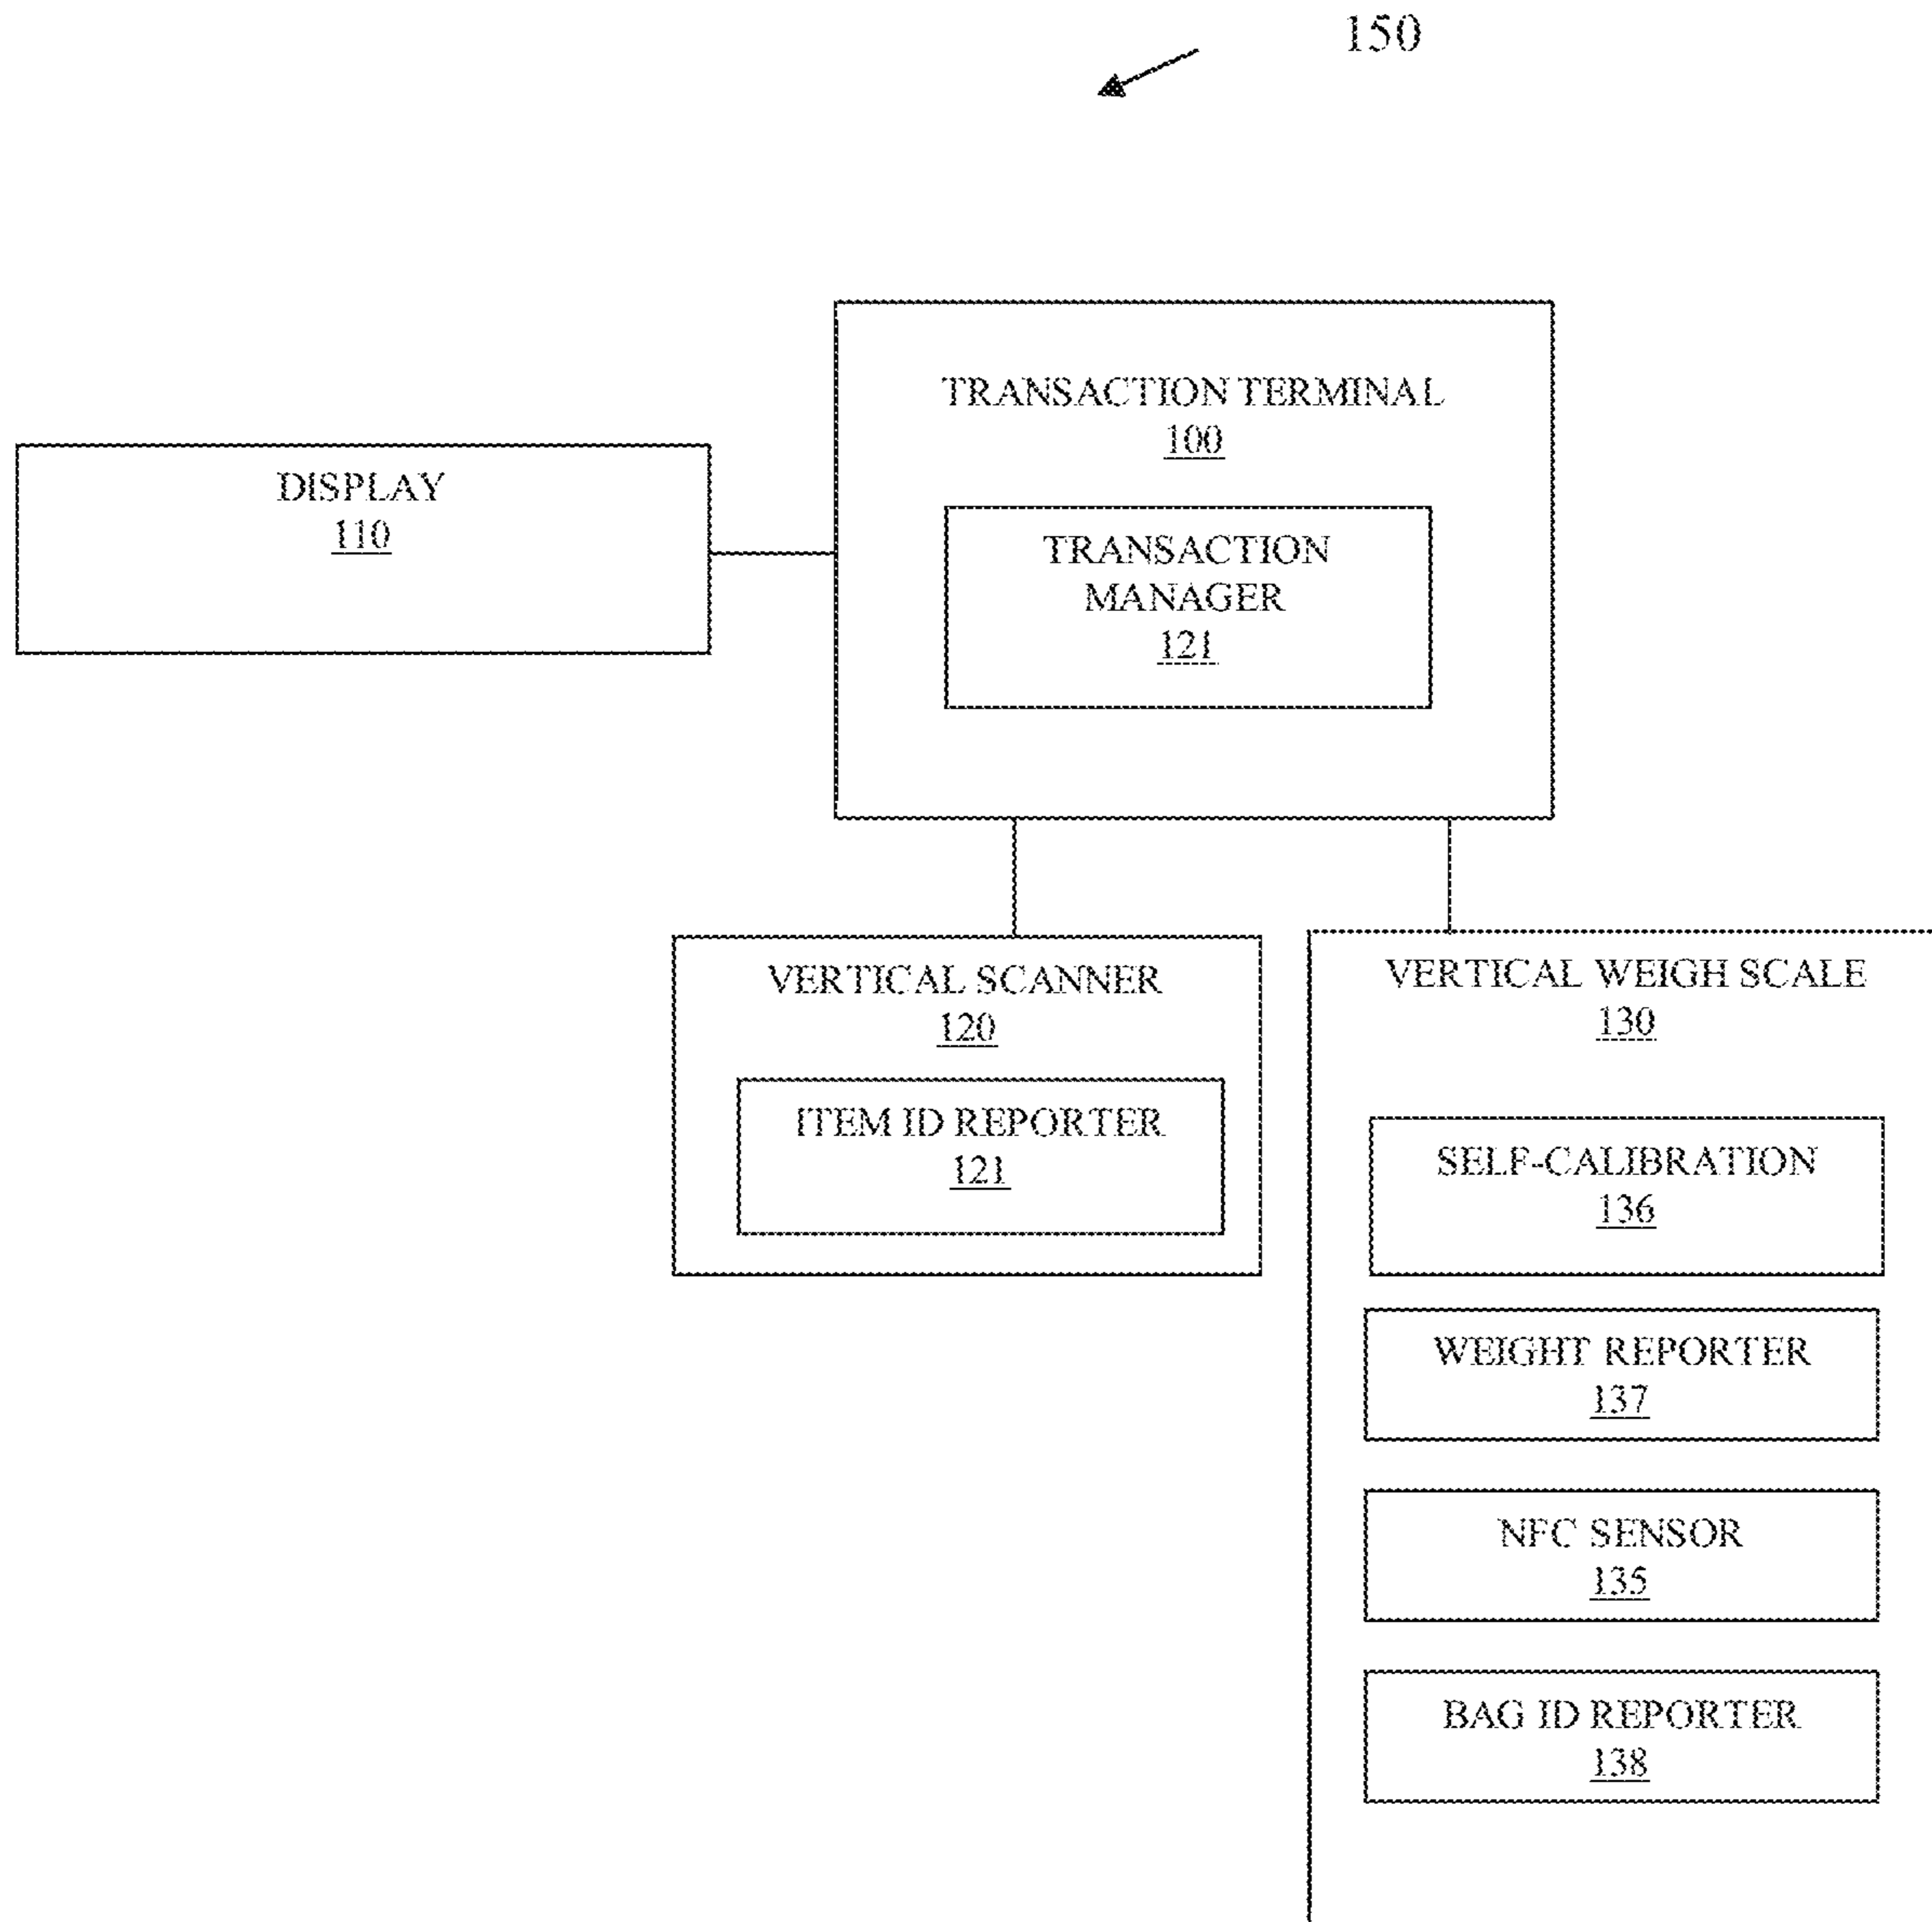 150
TRANSACTION TERMINAL
100
DISPLAY
110
TRANSACTION
MANAGER
121
VERTICAL SCANNER
120
ITEM ID REPORTER
121
VERTICAL WEIGH SCALE
130
SELF-CALIBRATION
136
WEIGHT REPORTER
137
NFC SENSOR
135
BAG ID REPORTER
138